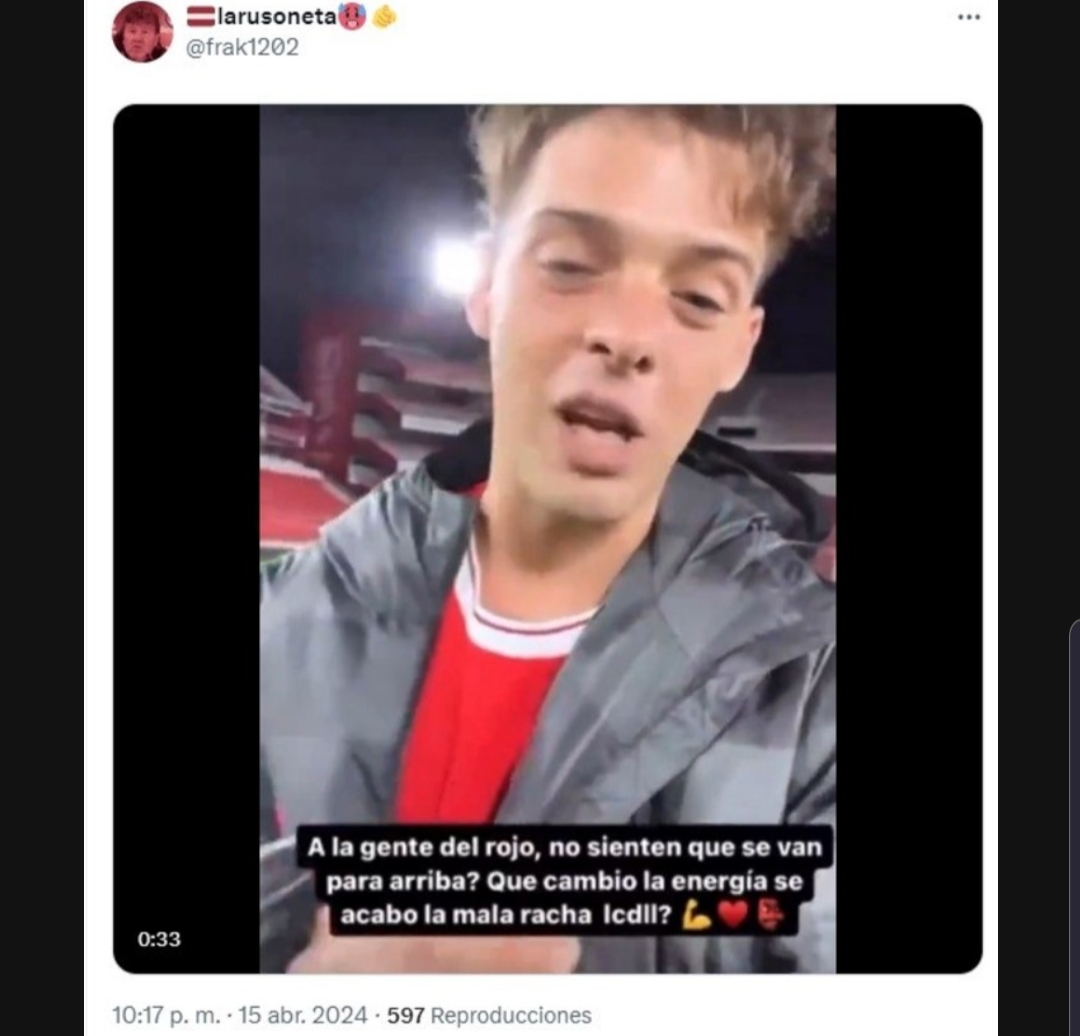 larusoneta🥵🫵
@frak1202
A la gente del rojo, no sienten que se van
para arriba? Que cambio la energía se
acabo la mala racha lcdll? 💪❤️👺
0:33
10:17 p. m. · 15 abr. 2024 · 597 Reproducciones